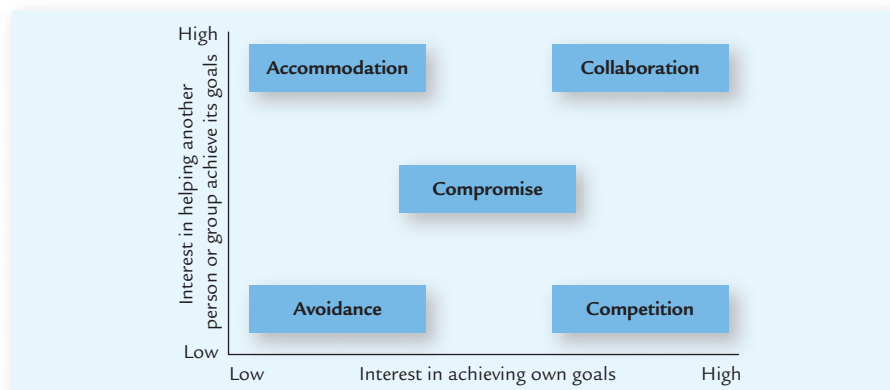 High
Accommodation
Collaboration
Interest in helping another
person or group achieve its goals
Compromise
Avoidance
Competition
Low
Low
Interest in achieving own goals
High